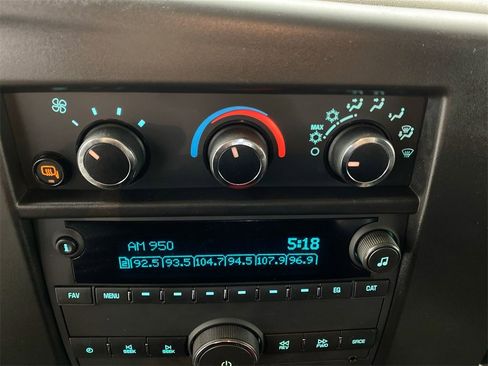 MAX
AM 950
5:18
92.5 93.5 104.7 94.5 107.9 96.9
i
FAV MENU EQ CAT
SEEK SEEK REV FWD SRCE